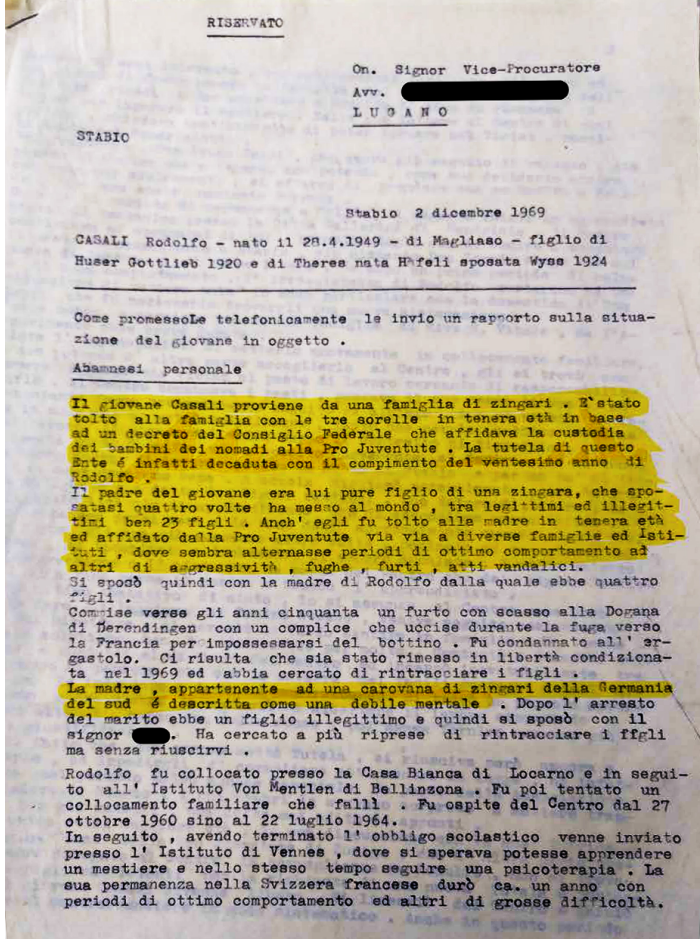 RISERVATO
On. Signor Vice-Procuratore
Avv.
LUGANO
STABIO
Stabio 2 dicembre 1969
CASALI Rodolfo - nato il 28.4.1949 - di Magliaso - figlio di
Huser Gottlieb 1920 e di Theres nata Häfeli sposata Wyss 1924
Come promessoLe telefonicamente le invio un rapporto sulla situa-
zione del giovane in oggetto .
Anamnesi personale
Il giovane Casali proviene da una famiglia di zingari . E`stato
tolto alla famiglia con le tre sorelle in tenera età in base
ad un decreto del Consiglio Federale che affidava la custodia
dei bambini dei nomadi alla Pro Juventute . La tutela di questo
Ente é infatti decaduta con il compimento del ventesimo anno di
Rodolfo .
Il padre del giovane era lui pure figlio di una zingara, che spo-
satasi quattro volte ha messo al mondo , tra legittimi ed illegit-
timi ben 23 figli . Anch' egli fu tolto alla madre in tenera età
ed affidato dalla Pro Juventute via via a diverse famiglie ed Isti-
tuti , dove sembra alternasse periodi di ottimo comportamento ad
altri di aggressività , fughe , furti , atti vandalici.
Si sposò quindi con la madre di Rodolfo dalla quale ebbe quattro
figli .
Commise verso gli anni cinquanta un furto con scasso alla Dogana
di Derendingen con un complice che uccise durante la fuga verso
la Francia per impossessarsi del bottino . Fu condannato all' er-
gastolo. Ci risulta che sia stato rimesso in libertà condiziona-
ta nel 1969 ed abbia cercato di rintracciare i figli .
La madre , appartenente ad una carovana di zingari della Germania
del sud é descritta come una debile mentale . Dopo l' arresto
del marito ebbe un figlio illegittimo e quindi si sposò con il
signor . Ha cercato a più riprese di rintracciare i ffgli
ma senza riuscirvi .
Rodolfo fu collocato presso la Casa Bianca di Locarno e in segui-
to all' Istituto Von Mentlen di Bellinzona . Fu poi tentato un
collocamento familiare che fallì . Fu ospite del Centro dal 27
ottobre 1960 sino al 22 luglio 1964.
In seguito , avendo terminato l' obbligo scolastico venne inviato
presso l' Istituto di Vennes , dove si sperava potesse apprendere
un mestiere e nello stesso tempo seguire una psicoterapia . La
sua permanenza nella Svizzera francese durò ca. un anno con
periodi di ottimo comportamento ed altri di grosse difficoltà.